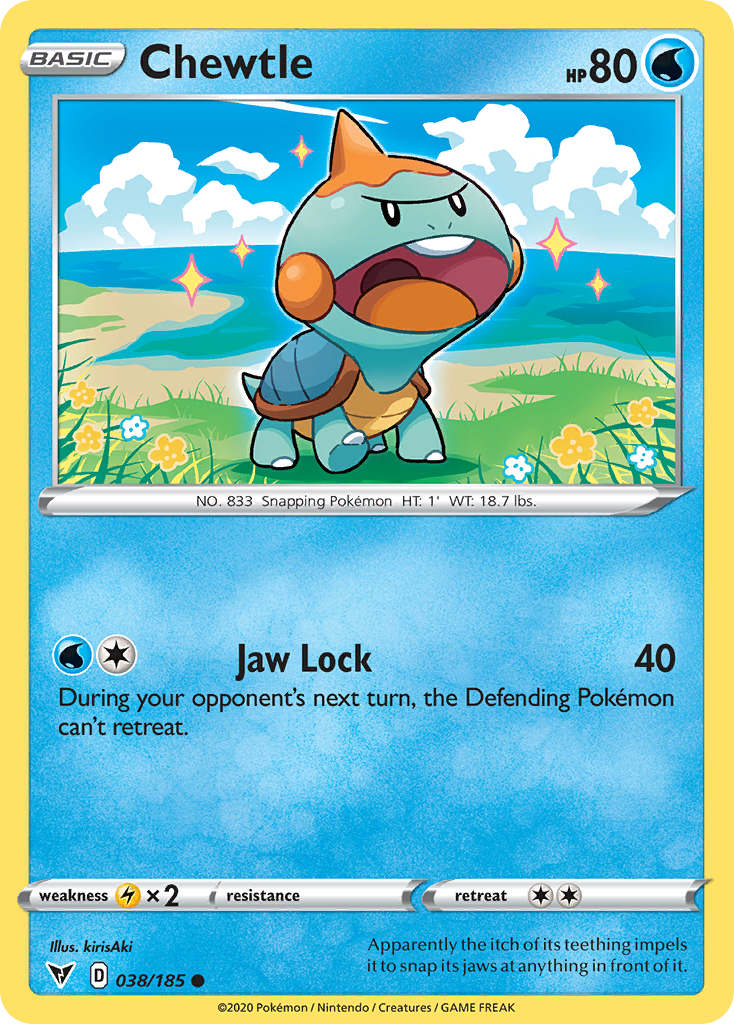 BASIC Chewtle HP 80
NO. 833 Snapping Pokémon HT: 1' WT: 18.7 lbs.
Jaw Lock 40
During your opponent's next turn, the Defending Pokémon
can't retreat.
weakness ×2 resistance retreat
Illus. kirisAki
Apparently the itch of its teething impels
it to snap its jaws at anything in front of it.
D 038/185
©2020 Pokémon / Nintendo / Creatures / GAME FREAK